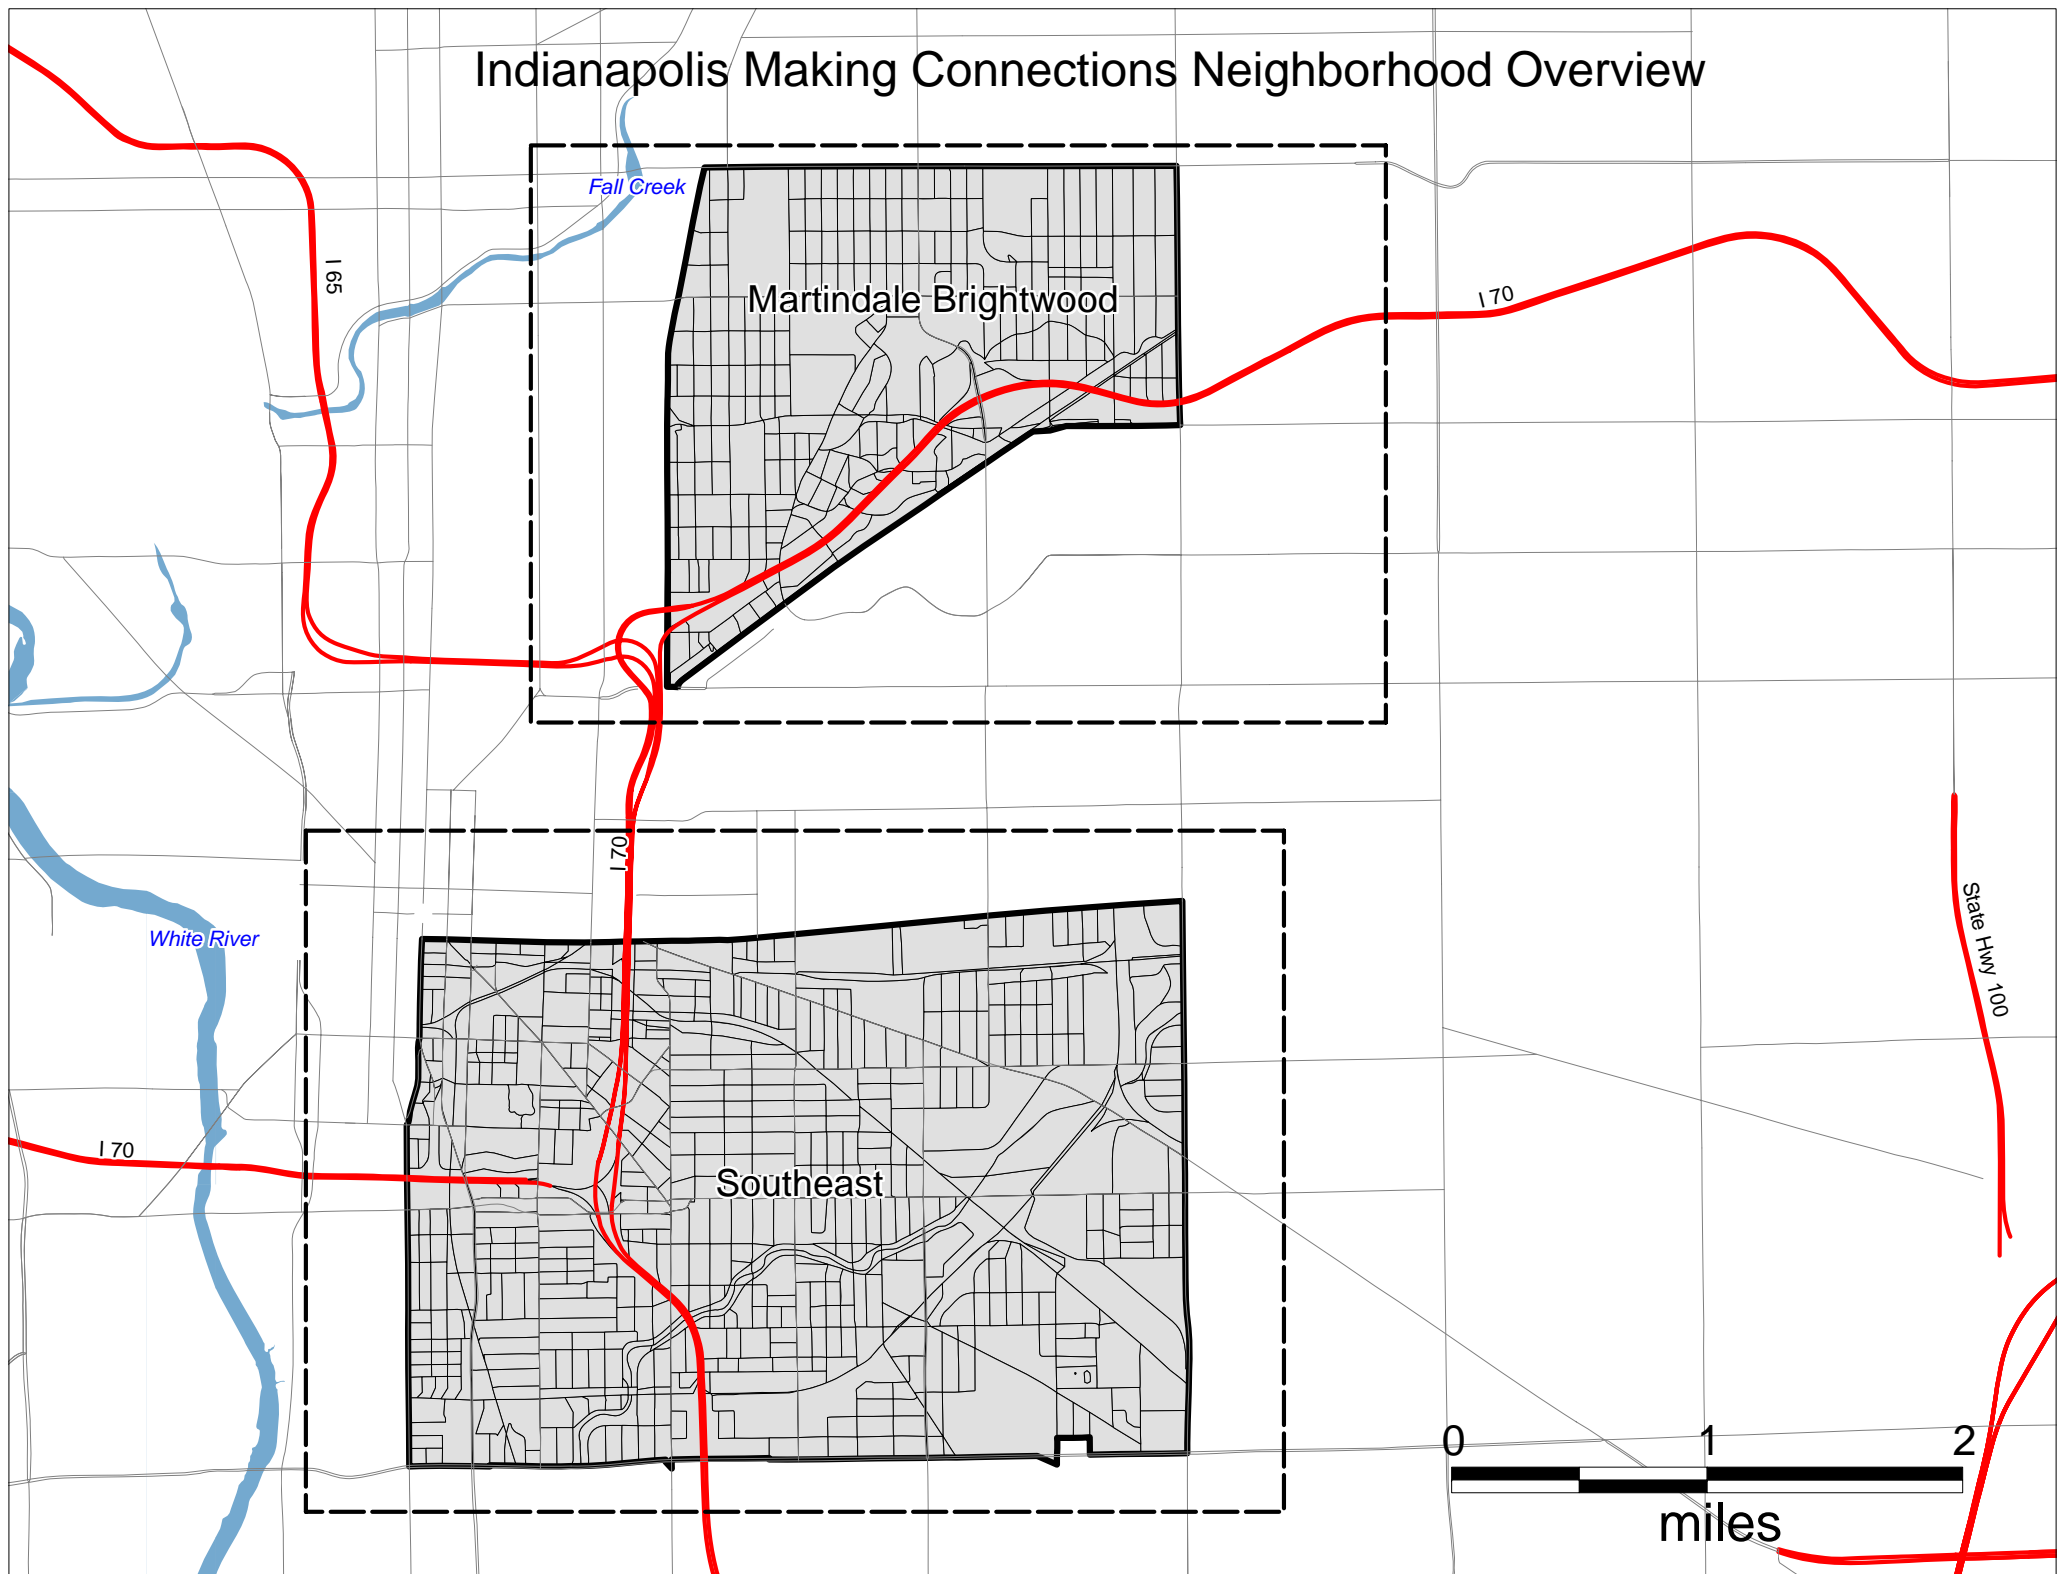 Indianapolis Making Connections Neighborhood Overview
Fall Creek
I 65
Martindale Brightwood
I 70
I 70
State Hwy 100
White River
I 70
Southeast
0 1 2
miles